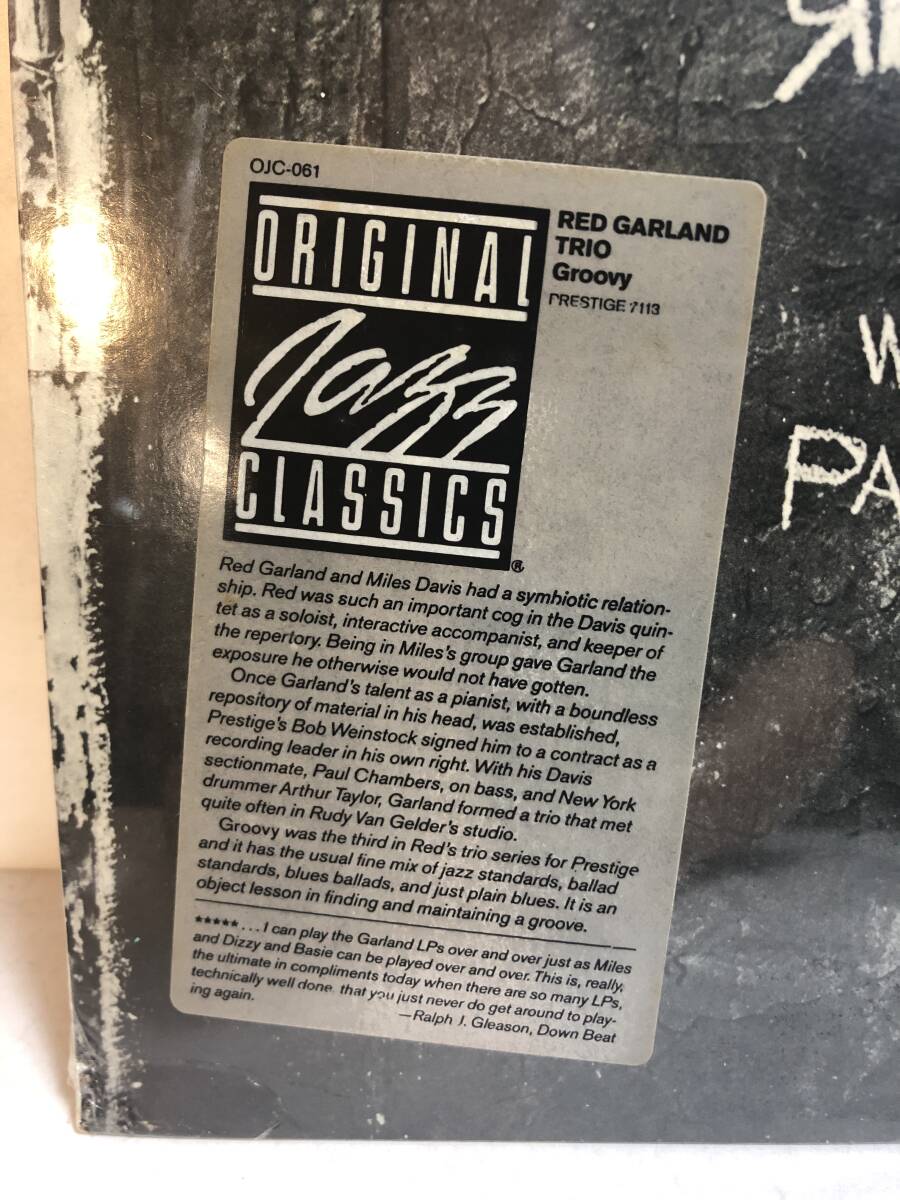 OJC-061
ORIGINAL
Jazz
CLASSICS
®
RED GARLAND
TRIO
Groovy
PRESTIGE 7113
Red Garland and Miles Davis had a symbiotic relation-
ship. Red was such an important cog in the Davis quin-
tet as a soloist, interactive accompanist, and keeper of
the repertory. Being in Miles's group gave Garland the
exposure he otherwise would not have gotten.
Once Garland's talent as a pianist, with a boundless
repository of material in his head, was established,
Prestige's Bob Weinstock signed him to a contract as a
recording leader in his own right. With his Davis
sectionmate, Paul Chambers, on bass, and New York
drummer Arthur Taylor, Garland formed a trio that met
quite often in Rudy Van Gelder's studio.
Groovy was the third in Red's trio series for Prestige
and it has the usual fine mix of jazz standards, ballad
standards, blues ballads, and just plain blues. It is an
object lesson in finding and maintaining a groove.
★★★★★ ... I can play the Garland LPs over and over just as Miles
and Dizzy and Basie can be played over and over. This is, really,
the ultimate in compliments today when there are so many LPs,
technically well done that you just never do get around to play-
ing again.
—Ralph J. Gleason, Down Beat
W
PA